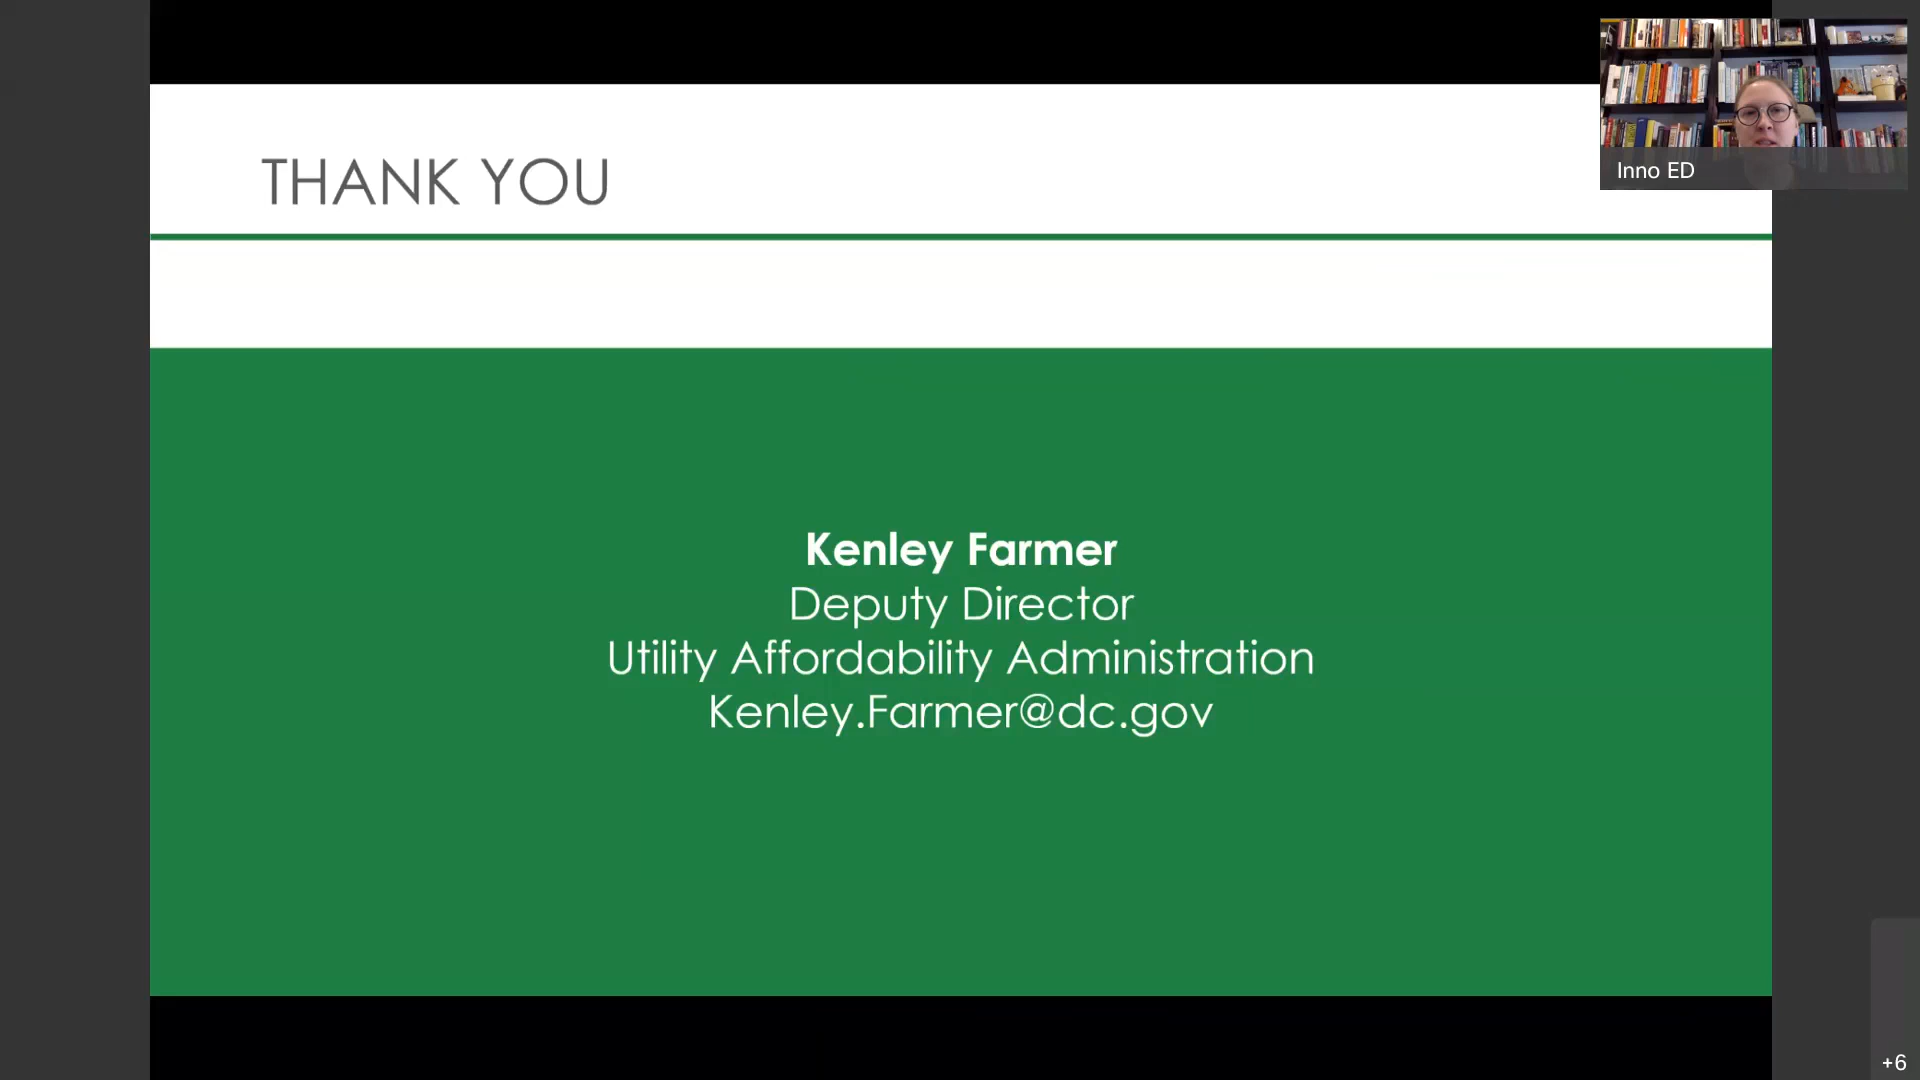 THANK YOU
Inno ED
Kenley Farmer
Deputy Director
Utility Affordability Administration
Kenley.Farmer@dc.gov
+6